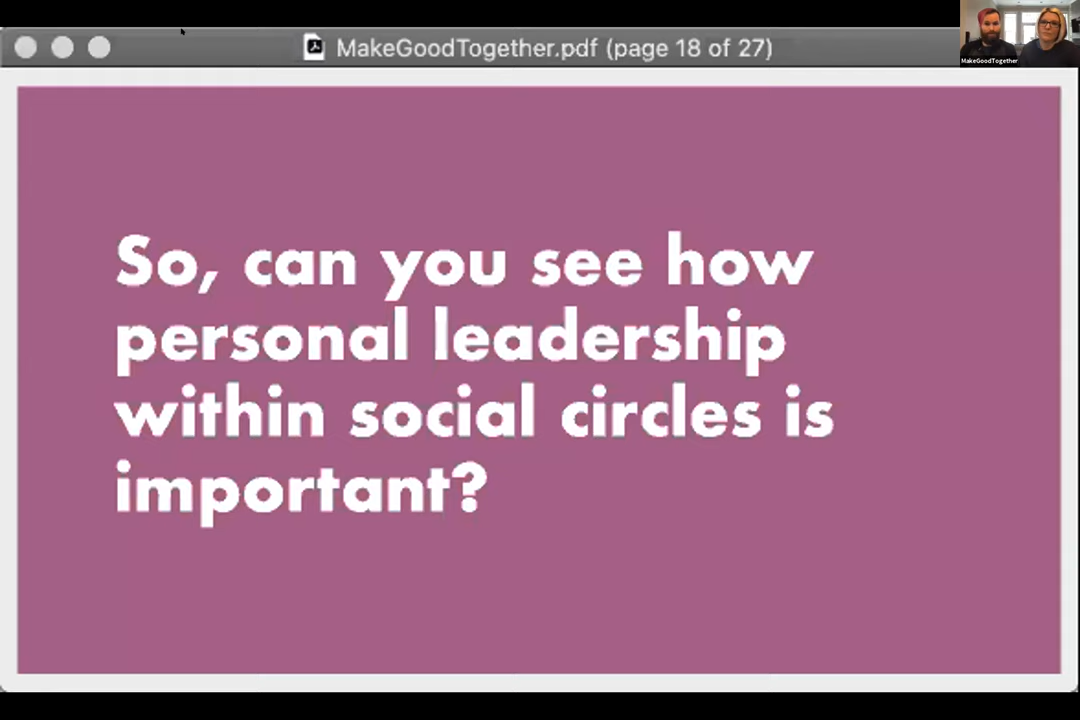 MakeGoodTogether.pdf (page 18 of 27)
MakeGoodTogether
So, can you see how
personal leadership
within social circles is
important?